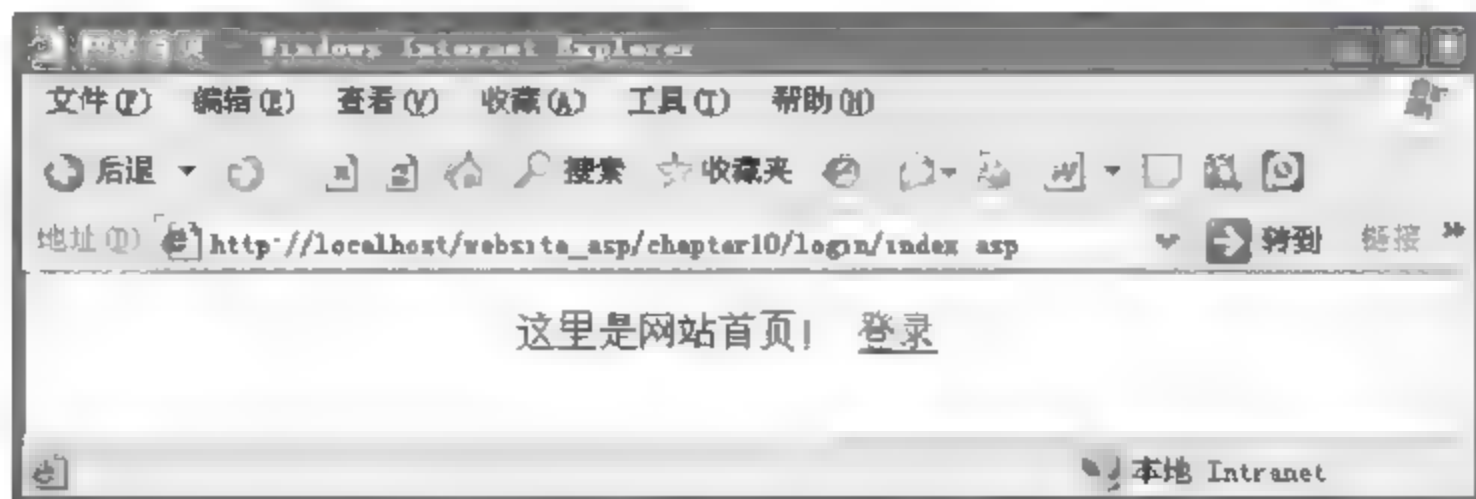 网站首页 - Windows Internet Explorer
文件(F) 编辑(E) 查看(V) 收藏(A) 工具(T) 帮助(H)
后退 搜索 收藏夹
地址(D) http://localhost/website_asp/chapter10/login/index asp 转到 链接 »
这里是网站首页! 登录
本地 Intranet